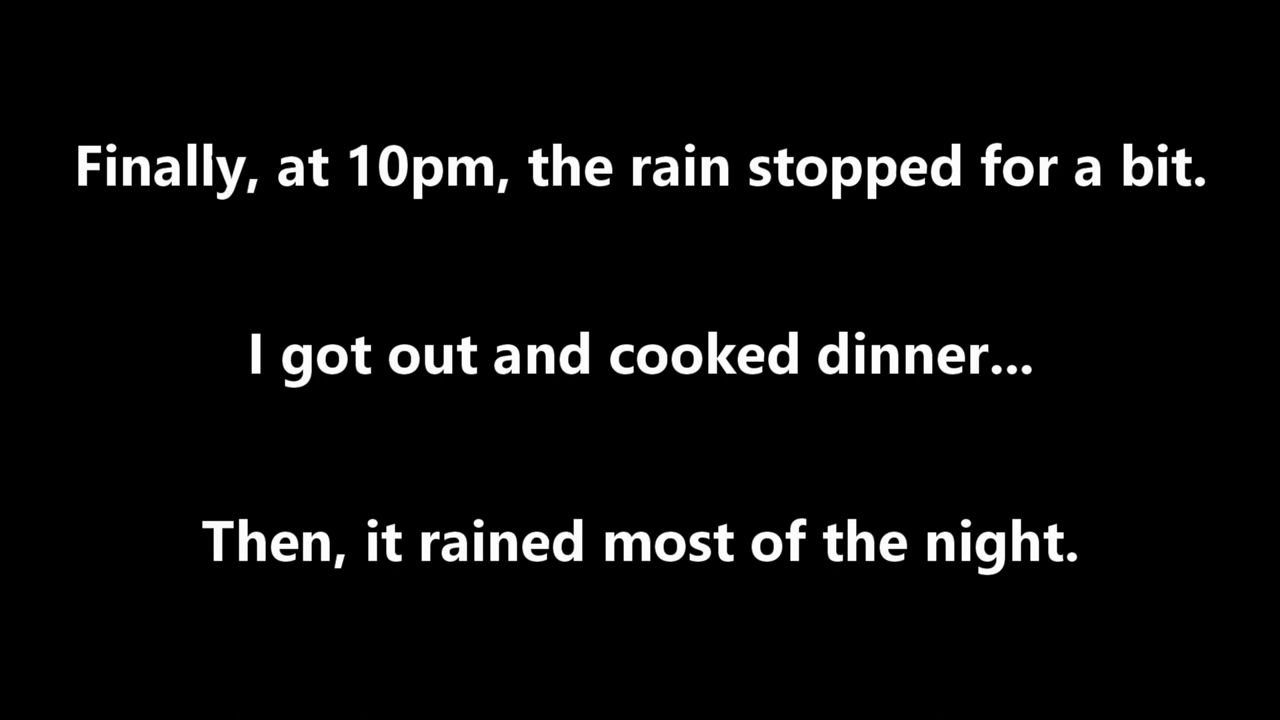 Finally, at 10pm, the rain stopped for a bit.
I got out and cooked dinner...
Then, it rained most of the night.